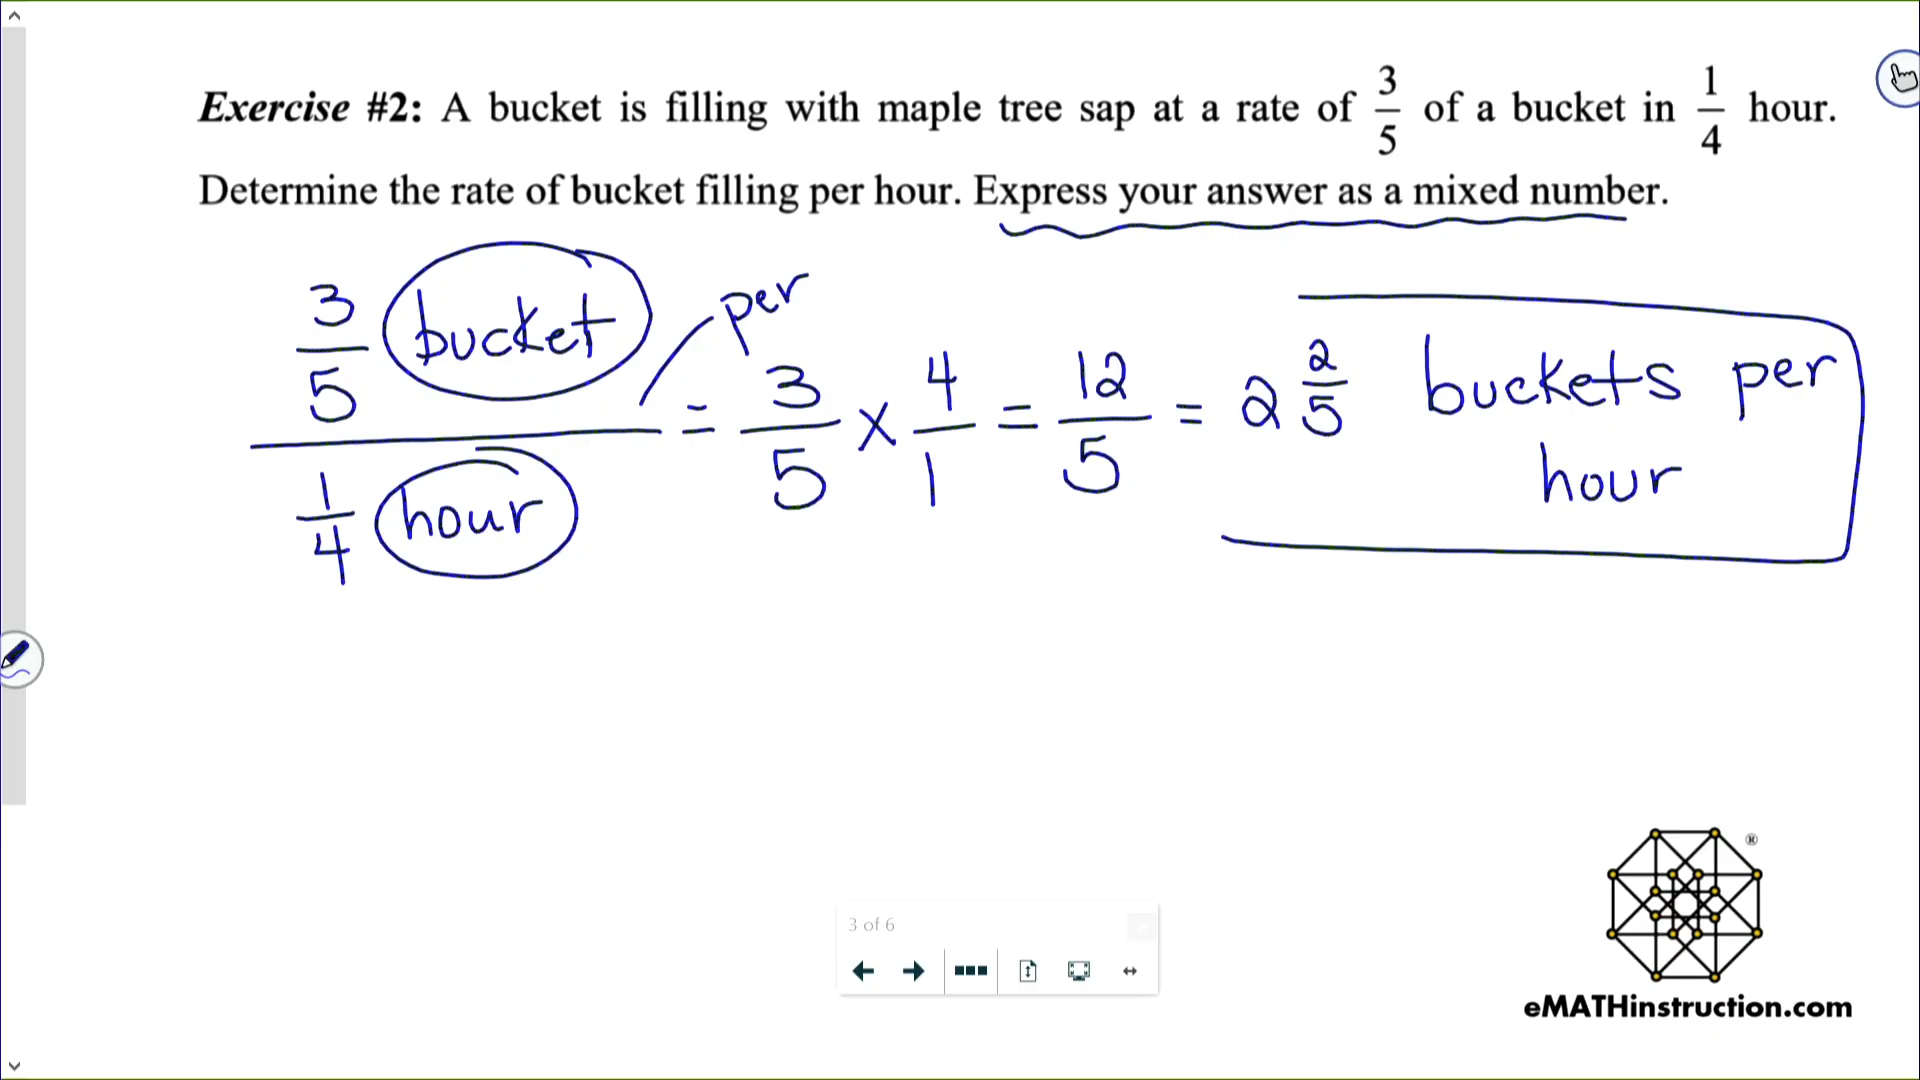 Exercise #2: A bucket is filling with maple tree sap at a rate of 3/5 of a bucket in 1/4 hour.
Determine the rate of bucket filling per hour. Express your answer as a mixed number.
3/5 bucket / 1/4 hour = 3/5 × 4/1 = 12/5 = 2 2/5 buckets per
hour
per
3 of 6
®
eMATHinstruction.com